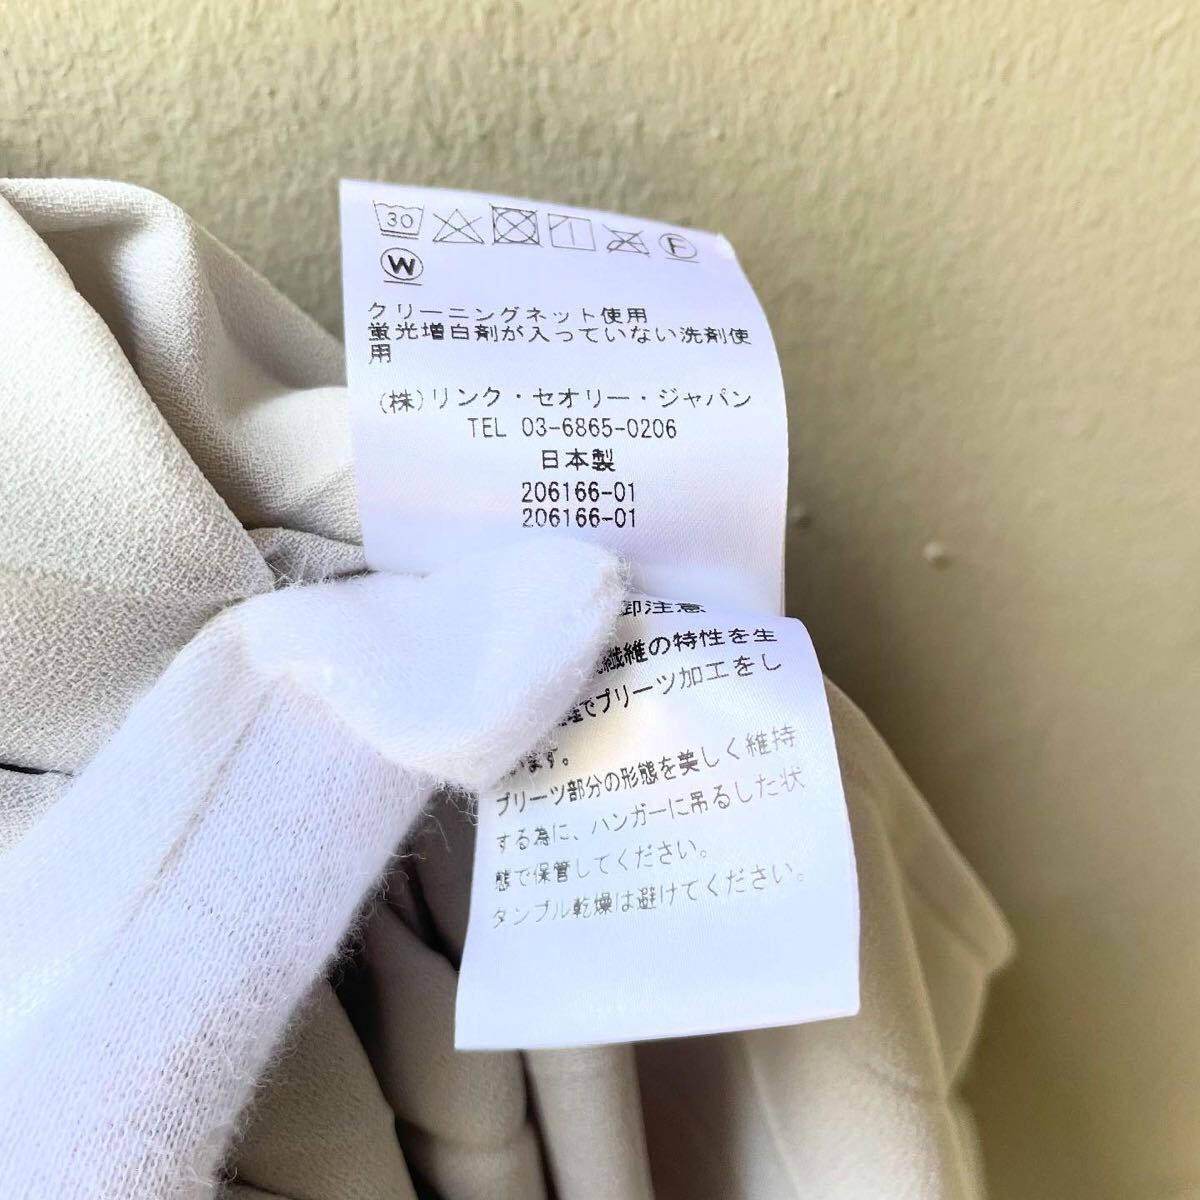 30
F
W
クリーニングネット使用
蛍光増白剤が入っていない洗剤使
用
(株)リンク・セオリー・ジャパン
TEL 03-6865-0206
日本製
206166-01
206166-01
御注意
繊維の特性を生
でプリーツ加工をし
います。
プリーツ部分の形態を美しく維持
する為に、ハンガーに吊るした状
態で保管してください。
タンブル乾燥は避けてください。